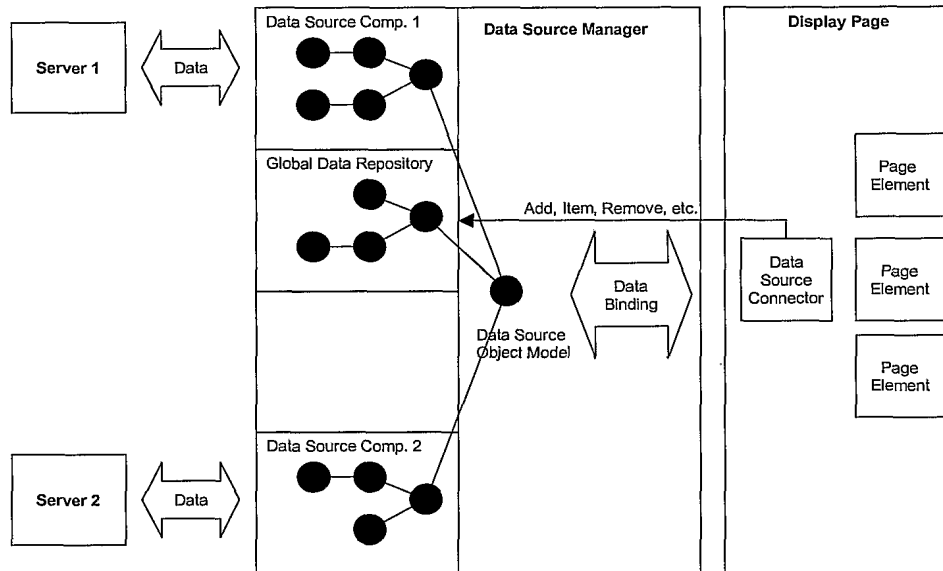 Data Source Comp. 1
Data Source Manager
Display Page
Server 1
Data
Global Data Repository
Page
Element
Add, Item, Remove, etc.
Data
Source
Connector
Data
Binding
Page
Element
Data Source
Object Model
Page
Element
Data Source Comp. 2
Server 2
Data